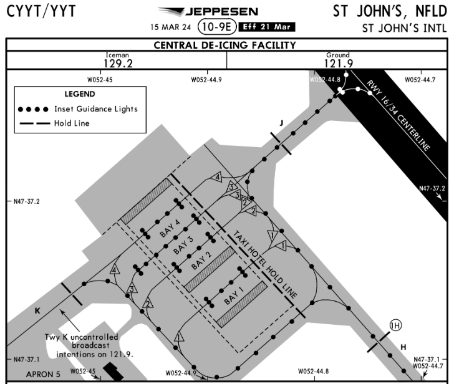 CYYT/YYT
JEPPESEN
15 MAR 24 10-9E Eff 21 Mar
ST JOHN'S, NFLD
ST JOHN'S INTL
CENTRAL DE-ICING FACILITY
Iceman
129.2
Ground
121.9
W052-45
W052-44.9
W052-44.8
W052-44.7
LEGEND
Inset Guidance Lights
Hold Line
J
RWY 16/34 CENTERLINE
N47-37.2
N47-37.2
BAY 4
BAY 3
BAY 2
BAY 1
TAXI HOTEL HOLD LINE
4
3
2
1
K
Twy K uncontrolled
broadcast
intentions on 121.9.
1H
H
N47-37.1
N47-37.1
APRON 5
W052-45
W052-44.9
W052-44.8
W052-44.7